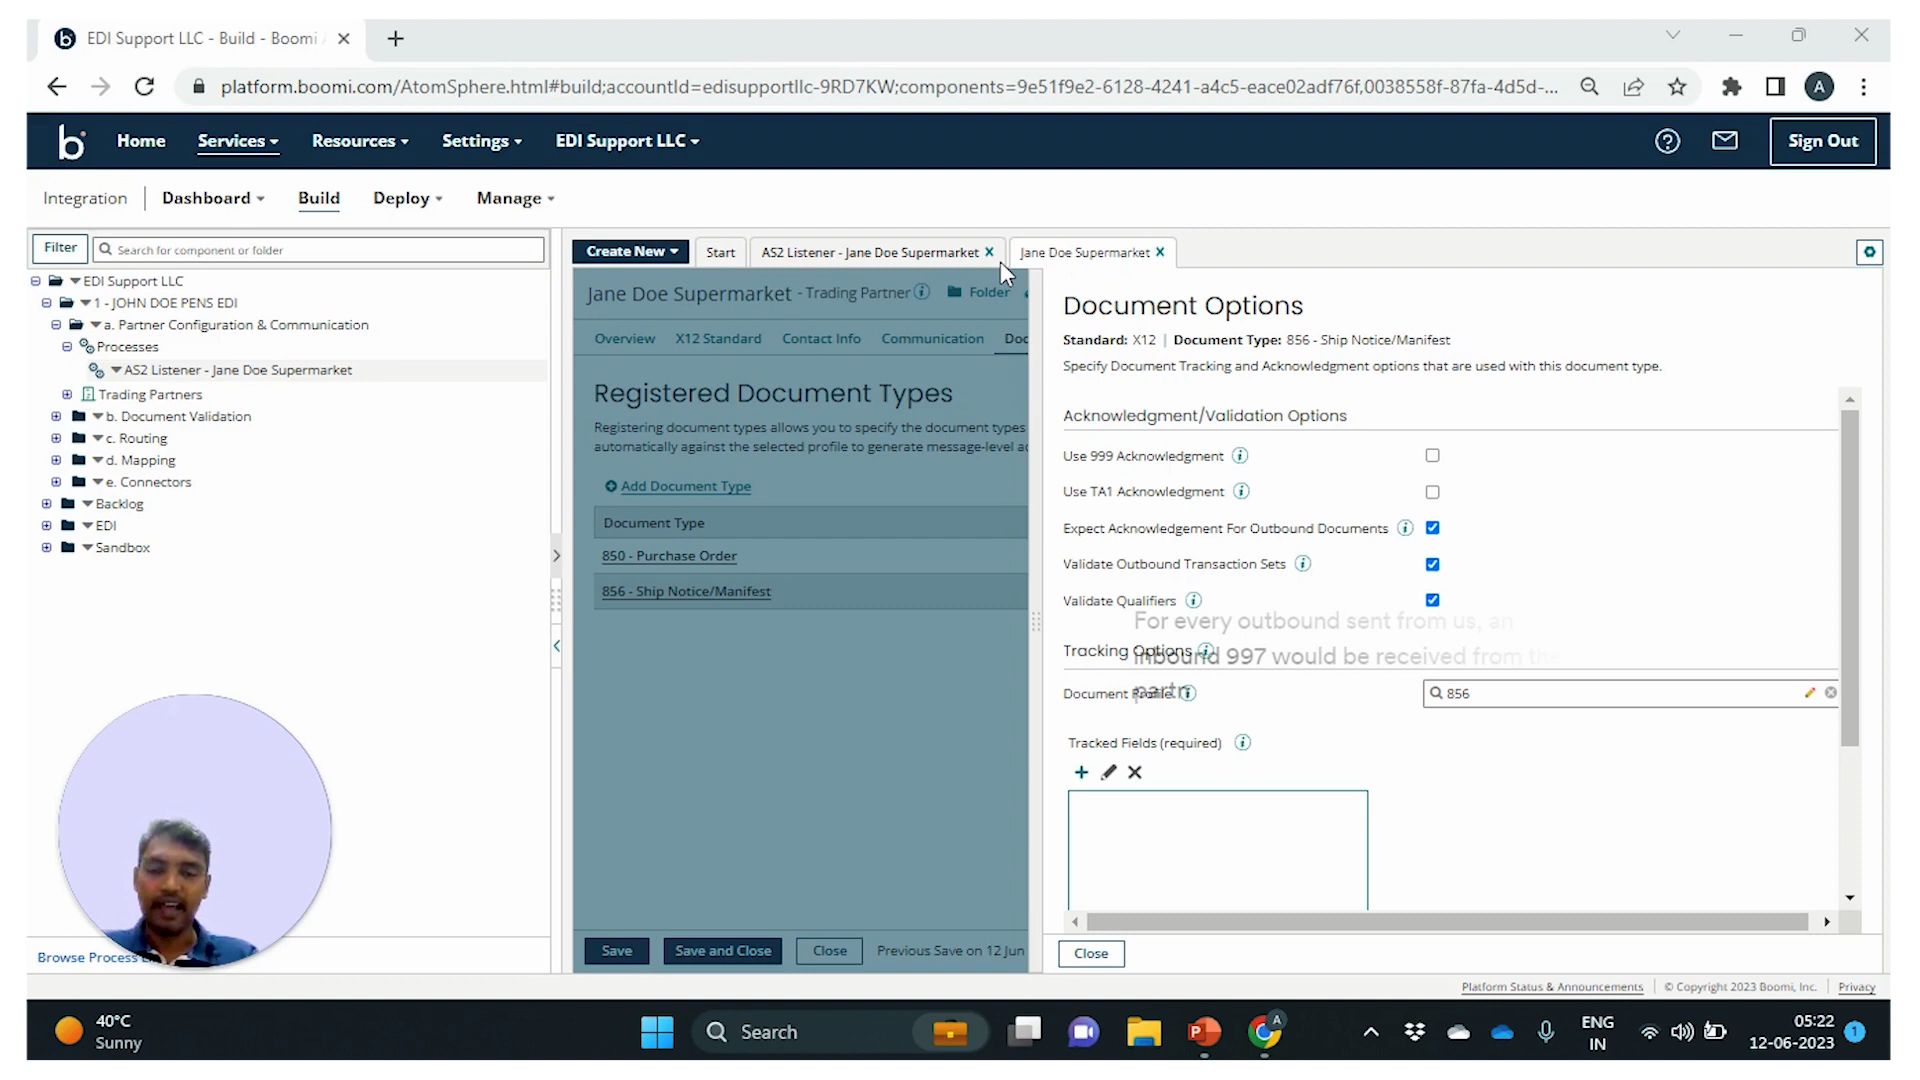 EDI Support LLC - Build - Boomi
platform.boomi.com/AtomSphere.html#build;accountId=edisupportllc-9RD7KW;components=9e51f9e2-6128-4241-a4c5-eace02adf76f,0038558f-87fa-4d5d-...
A
b Home Services Resources Settings EDI Support LLC Sign Out
Integration Dashboard Build Deploy Manage
Filter Search for component or folder
EDI Support LLC
1 - JOHN DOE PENS EDI
a. Partner Configuration & Communication
Processes
AS2 Listener - Jane Doe Supermarket
Trading Partners
b. Document Validation
c. Routing
d. Mapping
e. Connectors
Backlog
EDI
Sandbox
Browse Process
Create New Start AS2 Listener - Jane Doe Supermarket Jane Doe Supermarket
Jane Doe Supermarket - Trading Partner Folder
Overview X12 Standard Contact Info Communication Doc
Registered Document Types
Registering document types allows you to specify the document types
automatically against the selected profile to generate message-level ac
Add Document Type
Document Type
850 - Purchase Order
856 - Ship Notice/Manifest
Save Save and Close Close Previous Save on 12 Jun
Document Options
Standard: X12 | Document Type: 856 - Ship Notice/Manifest
Specify Document Tracking and Acknowledgment options that are used with this document type.
Acknowledgment/Validation Options
Use 999 Acknowledgment
Use TA1 Acknowledgment
Expect Acknowledgement For Outbound Documents
Validate Outbound Transaction Sets
Validate Qualifiers
For every outbound sent from us, an
Tracking Options
inbound 997 would be received from the
partn
Document Profile 856
Tracked Fields (required)
Close
Platform Status & Announcements © Copyright 2023 Boomi, Inc. Privacy
40°C
Sunny
Search
A
ENG
IN
05:22
12-06-2023
1